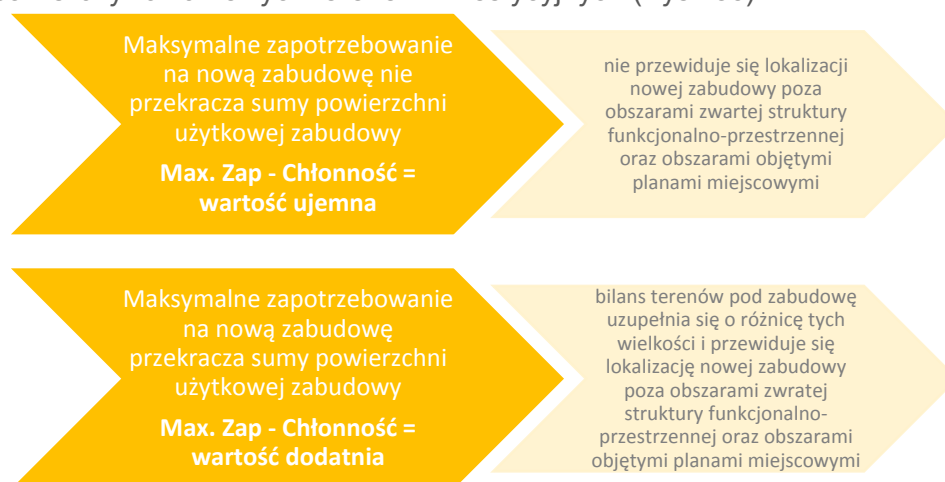 Maksymalne zapotrzebowanie
na nową zabudowę nie
przekracza sumy powierzchni
użytkowej zabudowy
Max. Zap - Chłonność =
wartość ujemna
nie przewiduje się lokalizacji
nowej zabudowy poza
obszarami zwartej struktury
funkcjonalno-przestrzennej
oraz obszarami objętymi
planami miejscowymi
Maksymalne zapotrzebowanie
na nową zabudowę
przekracza sumy powierzchni
użytkowej zabudowy
Max. Zap - Chłonność =
wartość dodatnia
bilans terenów pod zabudowę
uzupełnia się o różnicę tych
wielkości i przewiduje się
lokalizację nowej zabudowy
poza obszarami zwratej
struktury funkcjonalno-
przestrzennej oraz obszarami
objętymi planami miejscowymi